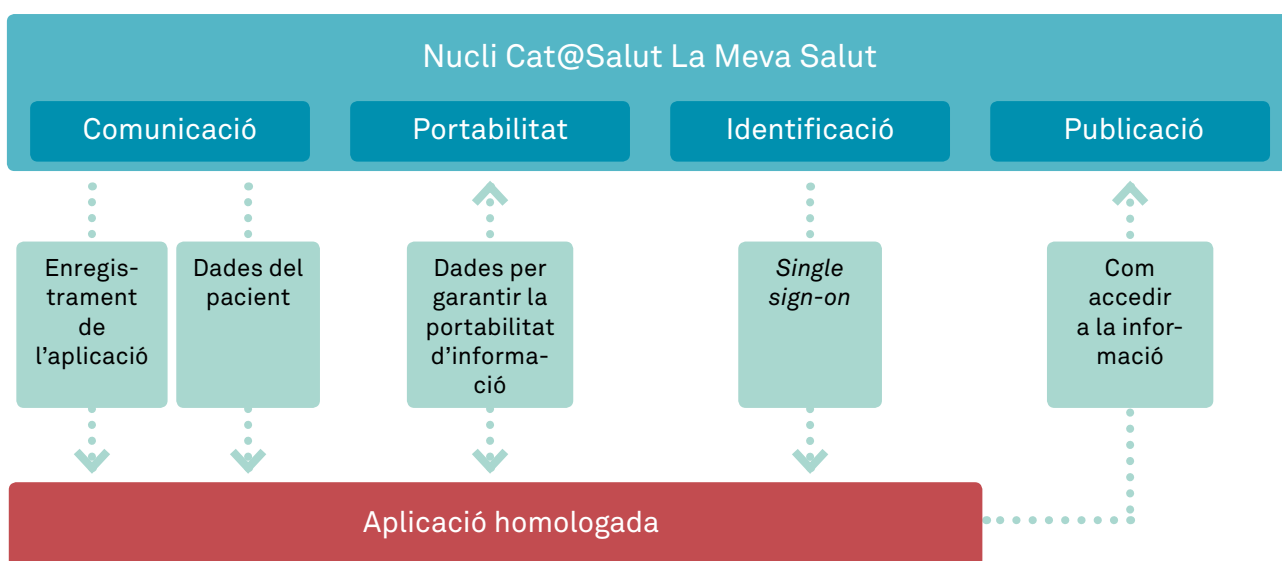 Nucli Cat@Salut La Meva Salut
Comunicació
Portabilitat
Identificació
Publicació
Enregis-
trament
de
l’aplicació
Dades del
pacient
Dades per
garantir la
portabilitat
d’informa-
ció
Single
sign-on
Com
accedir
a la infor-
mació
Aplicació homologada